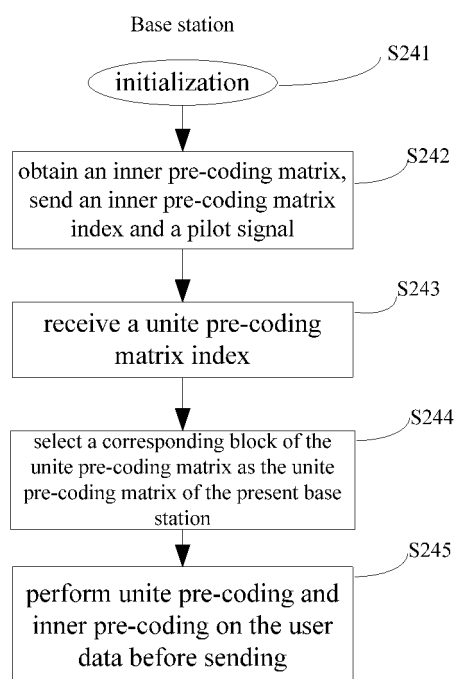 Base station
S241
initialization
S242
obtain an inner pre-coding matrix,
send an inner pre-coding matrix
index and a pilot signal
S243
receive a unite pre-coding
matrix index
S244
select a corresponding block of the
unite pre-coding matrix as the unite
pre-coding matrix of the present base
station
S245
perform unite pre-coding and
inner pre-coding on the user
data before sending